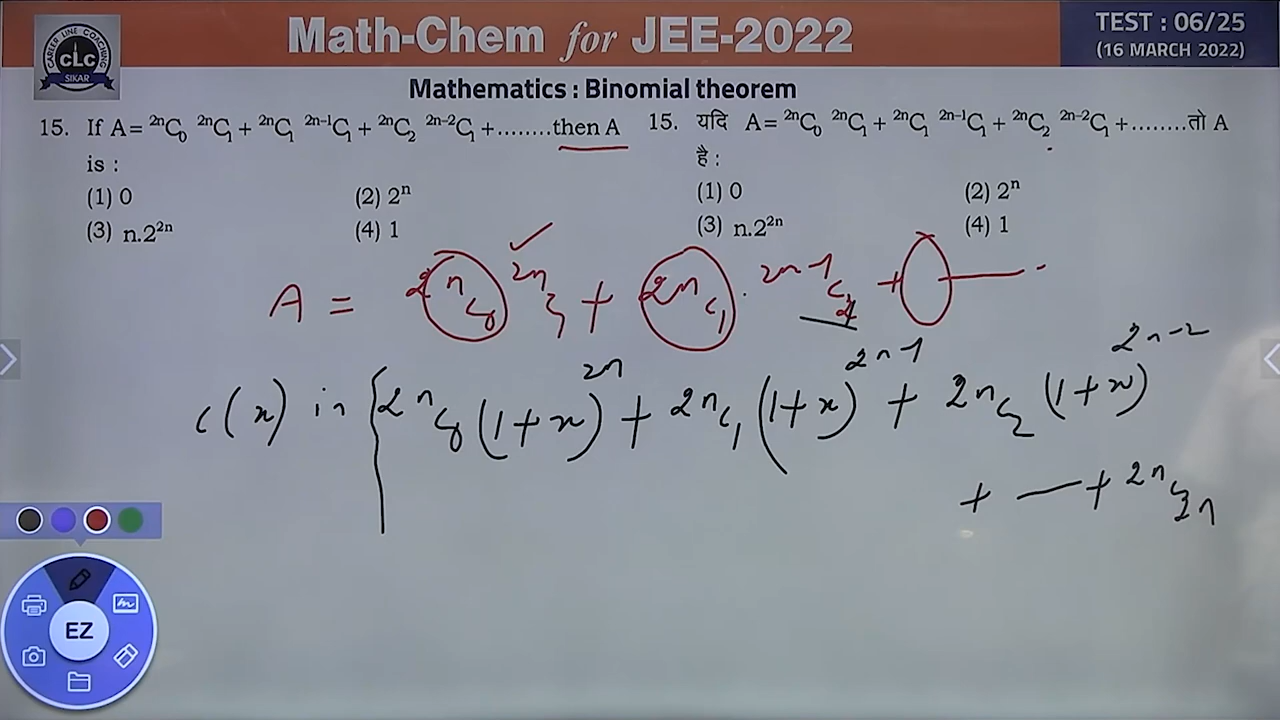 CAREER LINE COACHING
CLC
SIKAR
Math-Chem for JEE-2022
TEST : 06/25
(16 MARCH 2022)
Mathematics : Binomial theorem
15. If A= ²ⁿC₀ ²ⁿC₁ + ²ⁿC₁ ²ⁿ⁻¹C₁ + ²ⁿC₂ ²ⁿ⁻²C₁ +........then A
is :
(1) 0 (2) 2ⁿ
(3) n.2²ⁿ (4) 1
15. यदि A= ²ⁿC₀ ²ⁿC₁ + ²ⁿC₁ ²ⁿ⁻¹C₁ + ²ⁿC₂ ²ⁿ⁻²C₁ +........तो A
है :
(1) 0 (2) 2ⁿ
(3) n.2²ⁿ (4) 1
A = ²ⁿC₀ ²ⁿC₁ + ²ⁿC₁ . ²ⁿ⁻¹C + —
c(x) in { ²ⁿC₀ (1+x)²ⁿ + ²ⁿC₁ (1+x)²ⁿ⁻¹ + ²ⁿC₂ (1+x)²ⁿ⁻²
+ — + ²ⁿC₂ₙ
EZ